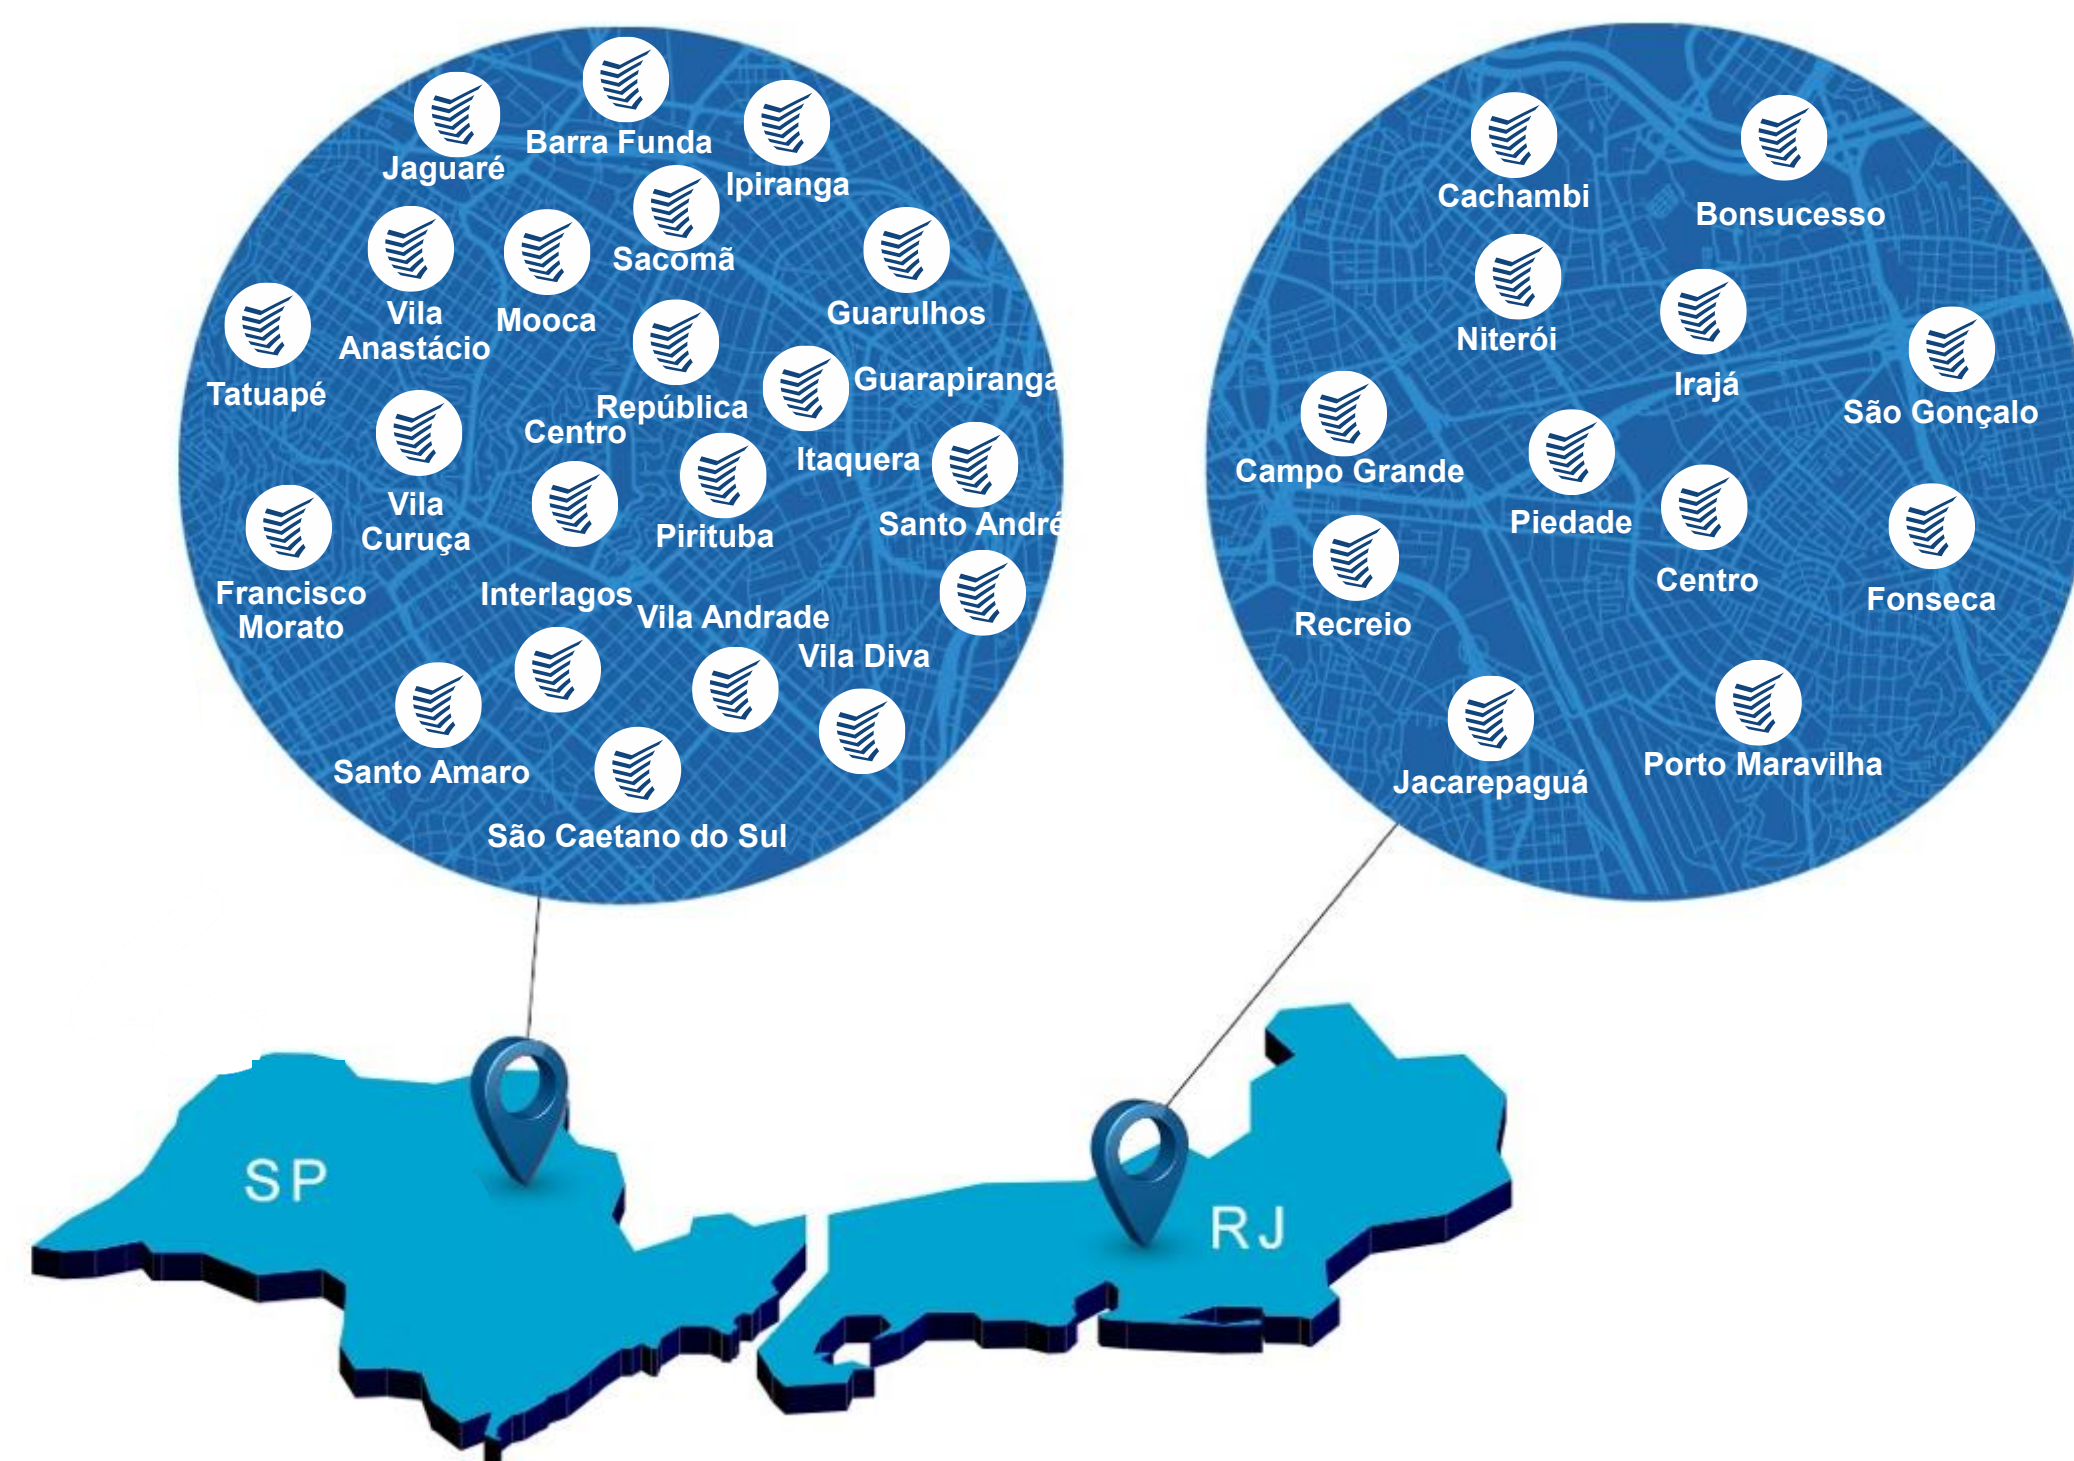 Barra Funda
Jaguaré
Ipiranga
Sacomã
Vila
Anastácio
Mooca
Guarulhos
Tatuapé
República
Guarapiranga
Centro
Itaquera
Vila
Curuça
Pirituba
Santo André
Francisco
Morato
Interlagos
Vila Andrade
Vila Diva
Santo Amaro
São Caetano do Sul
Cachambi
Bonsucesso
Niterói
Irajá
São Gonçalo
Campo Grande
Piedade
Centro
Fonseca
Recreio
Jacarepaguá
Porto Maravilha
SP
RJ